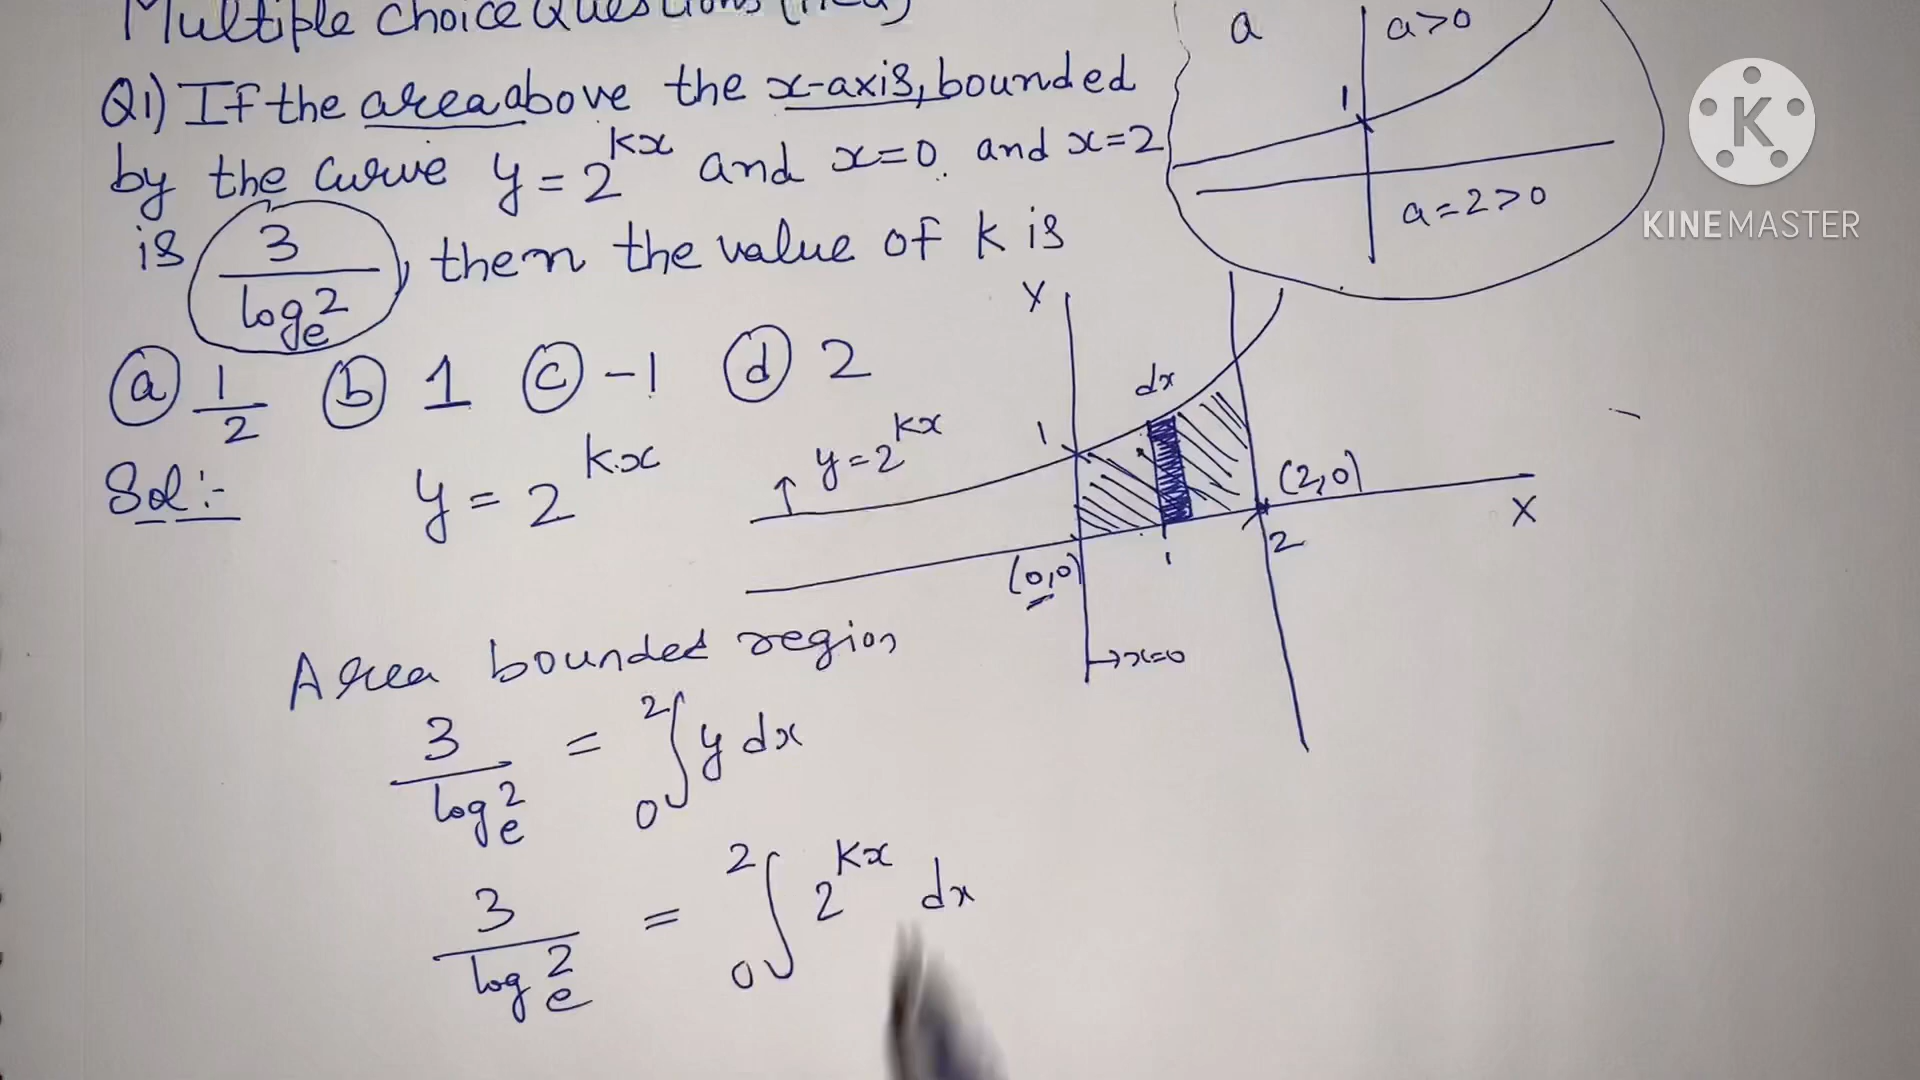 Multiple Choice Questions
Q1) If the area above the x-axis, bounded
by the curve y = 2^{kx} and x=0 and x=2
is 3/log_e 2, then the value of k is
(a) 1/2 (b) 1 (c) -1 (d) 2
Sol :- y = 2^{kx}
Area bounded region
3/log_e 2 = ∫_0^2 y dx
3/log_e 2 = ∫_0^2 2^{kx} dx
a
a>0
1
a=2>0
Y
dx
1
y=2^{kx}
(2,0)
X
(0,0)
1
2
→x=0
K
KINEMASTER